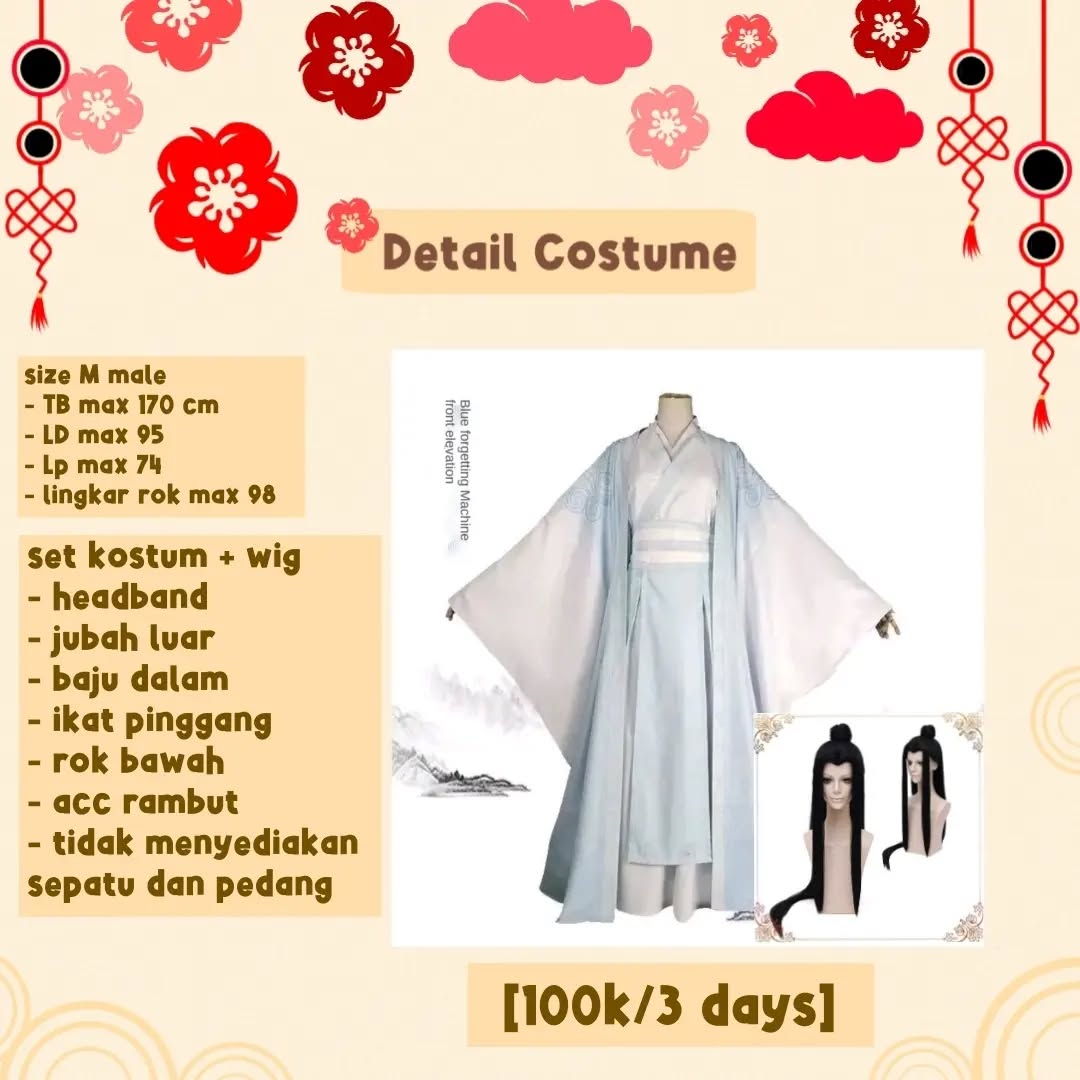 Detail Costume
size M male
- TB max 170 cm
- LD max 95
- Lp max 74
- lingkar rok max 98
set kostum + wig
- headband
- jubah luar
- baju dalam
- ikat pinggang
- rok bawah
- acc rambut
- tidak menyediakan
sepatu dan pedang
Blue forgetting Machine
front elevation
[100k/3 days]